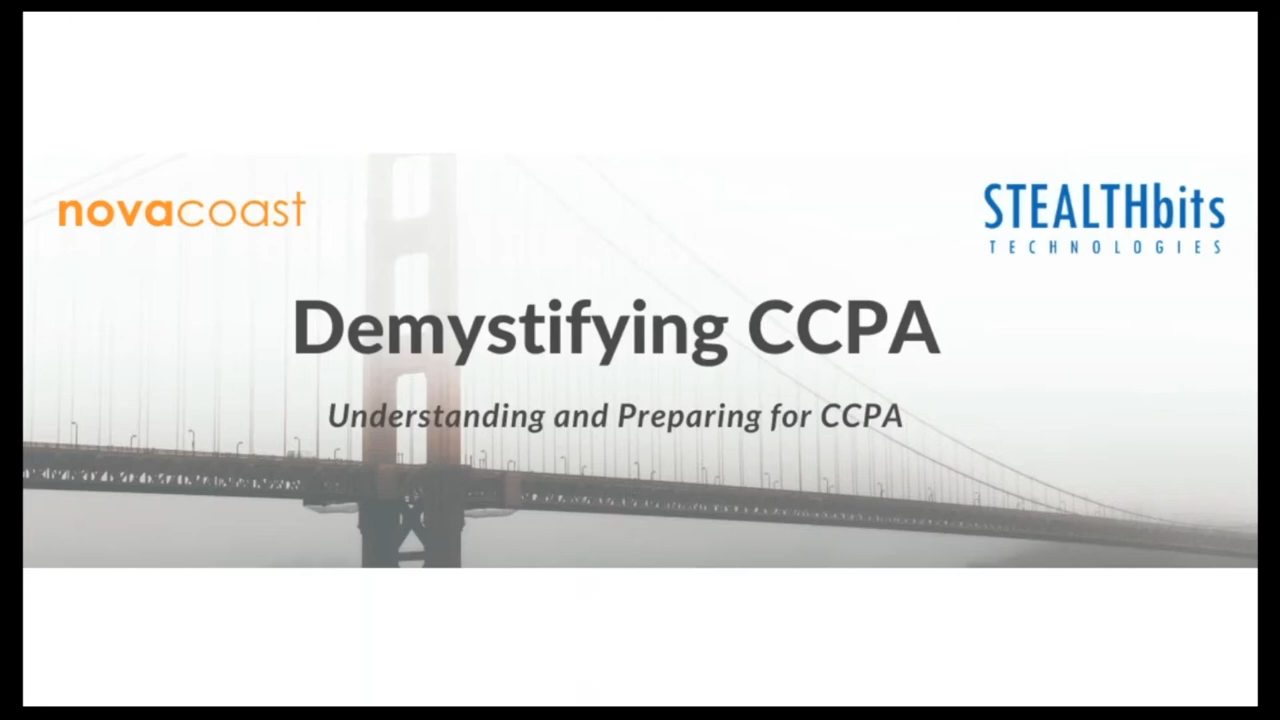 novacoast
STEALTHbits
TECHNOLOGIES
Demystifying CCPA
Understanding and Preparing for CCPA